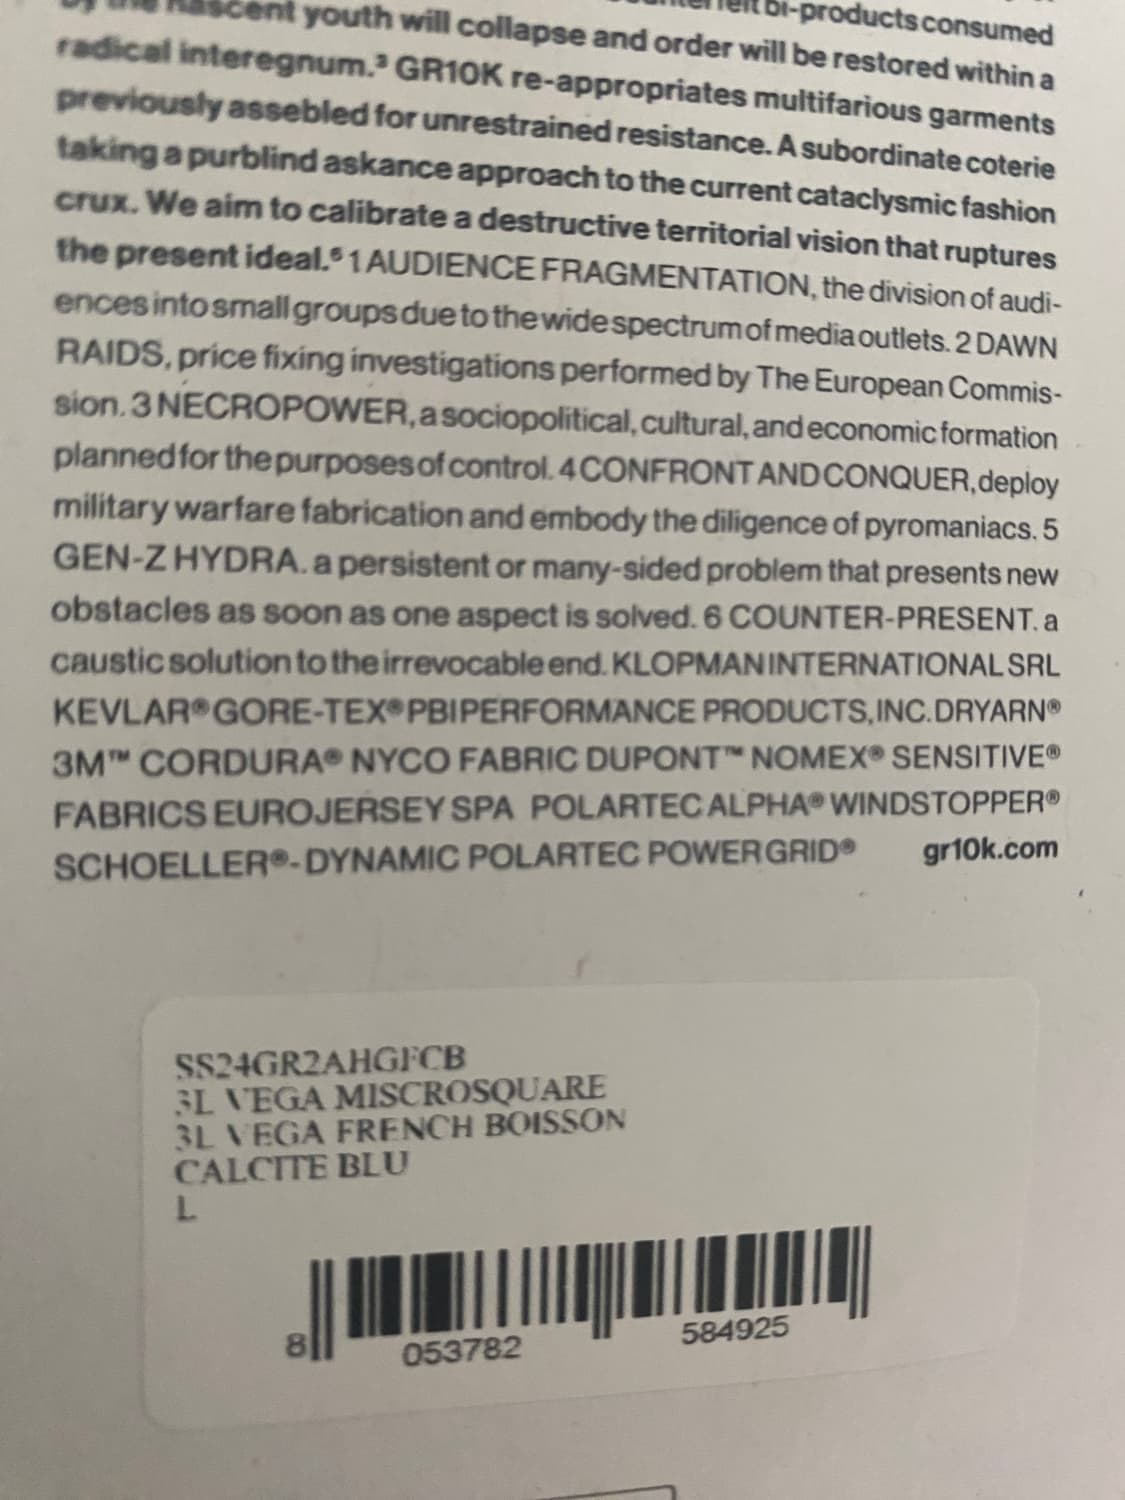 youth will collapse and order will be restored within a
bi-products consumed
radical interegnum.³ GR10K re-appropriates multifarious garments
previously assebled for unrestrained resistance. A subordinate coterie
taking a purblind askance approach to the current cataclysmic fashion
crux. We aim to calibrate a destructive territorial vision that ruptures
the present ideal.⁶ 1 AUDIENCE FRAGMENTATION, the division of audi-
ences into small groups due to the wide spectrum of media outlets. 2 DAWN
RAIDS, price fixing investigations performed by The European Commis-
sion. 3 NECROPOWER, a sociopolitical, cultural, and economic formation
planned for the purposes of control. 4 CONFRONT AND CONQUER, deploy
military warfare fabrication and embody the diligence of pyromaniacs. 5
GEN-Z HYDRA. a persistent or many-sided problem that presents new
obstacles as soon as one aspect is solved. 6 COUNTER-PRESENT. a
caustic solution to the irrevocable end. KLOPMAN INTERNATIONAL SRL
KEVLAR® GORE-TEX® PBI PERFORMANCE PRODUCTS, INC. DRYARN®
3M™ CORDURA® NYCO FABRIC DUPONT™ NOMEX® SENSITIVE®
FABRICS EUROJERSEY SPA POLARTEC ALPHA® WINDSTOPPER®
SCHOELLER®- DYNAMIC POLARTEC POWER GRID® gr10k.com
SS24GR2AHGFCB
3L VEGA MISCROSQUARE
3L VEGA FRENCH BOISSON
CALCITE BLU
L
8 053782 584925